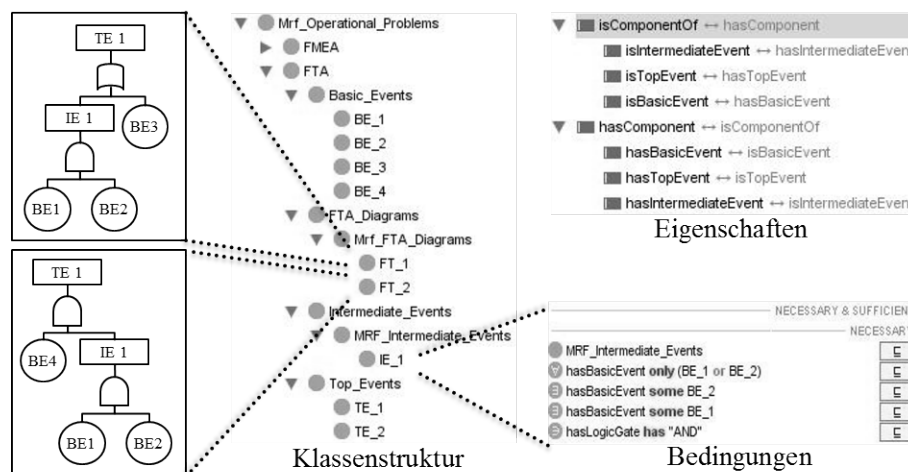 TE 1
IE 1
BE3
BE1
BE2
TE 1
BE4
IE 1
BE1
BE2
Mrf_Operational_Problems
FMEA
FTA
Basic_Events
BE_1
BE_2
BE_3
BE_4
FTA_Diagrams
Mrf_FTA_Diagrams
FT_1
FT_2
Intermediate_Events
MRF_Intermediate_Events
IE_1
Top_Events
TE_1
TE_2
Klassenstruktur
isComponentOf ↔ hasComponent
isIntermediateEvent ↔ hasIntermediateEven
isTopEvent ↔ hasTopEvent
isBasicEvent ↔ hasBasicEvent
hasComponent ↔ isComponentOf
hasBasicEvent ↔ isBasicEvent
hasTopEvent ↔ isTopEvent
hasIntermediateEvent ↔ isIntermediateEven
Eigenschaften
NECESSARY & SUFFICIEN
NECESSARY
MRF_Intermediate_Events ⊑
∀ hasBasicEvent only (BE_1 or BE_2) ⊑
∃ hasBasicEvent some BE_2 ⊑
∃ hasBasicEvent some BE_1 ⊑
∋ hasLogicGate has "AND" ⊑
Bedingungen